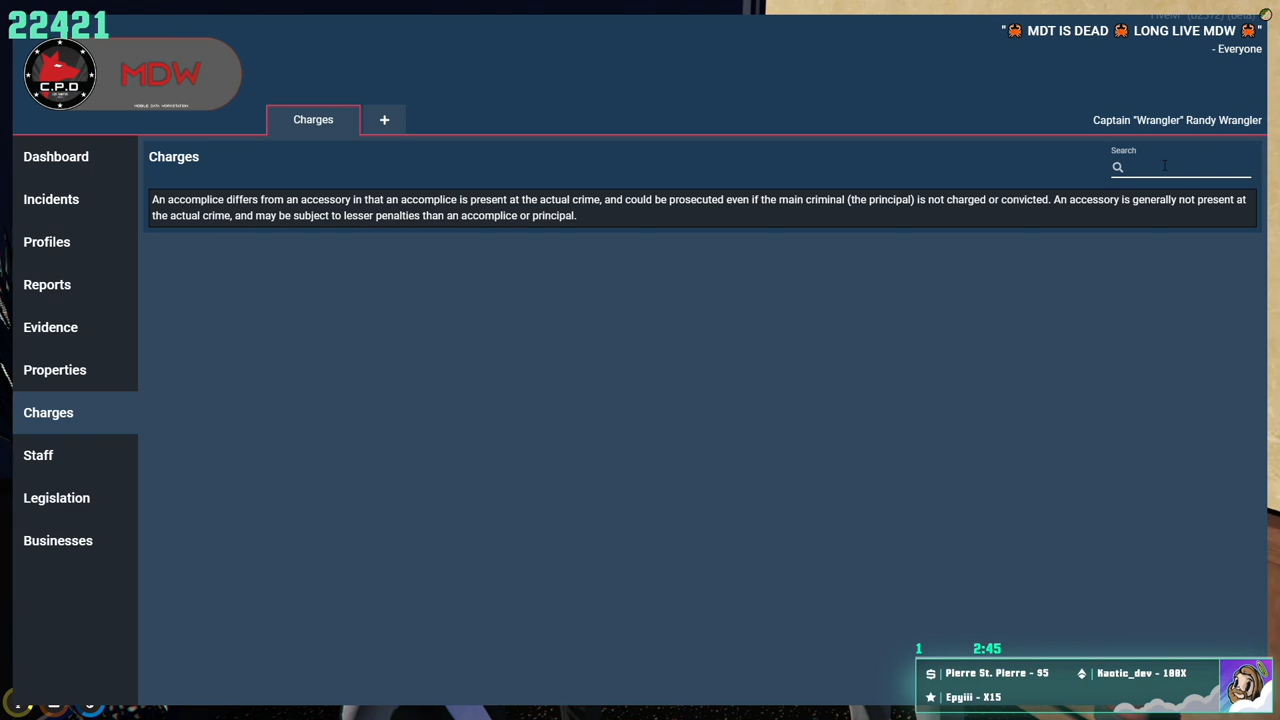 22421
" 🦀 MDT IS DEAD 🦀 LONG LIVE MDW 🦀 "
- Everyone
C.P.D
MDW
MOBILE DATA WORKSTATION
Charges
+
Captain "Wrangler" Randy Wrangler
Dashboard
Incidents
Profiles
Reports
Evidence
Properties
Charges
Staff
Legislation
Businesses
Charges
Search
An accomplice differs from an accessory in that an accomplice is present at the actual crime, and could be prosecuted even if the main criminal (the principal) is not charged or convicted. An accessory is generally not present at
the actual crime, and may be subject to lesser penalties than an accomplice or principal.
1 2:45
Pierre St. Pierre - 95
Kaotic_dev - 100X
Epyiii - X15